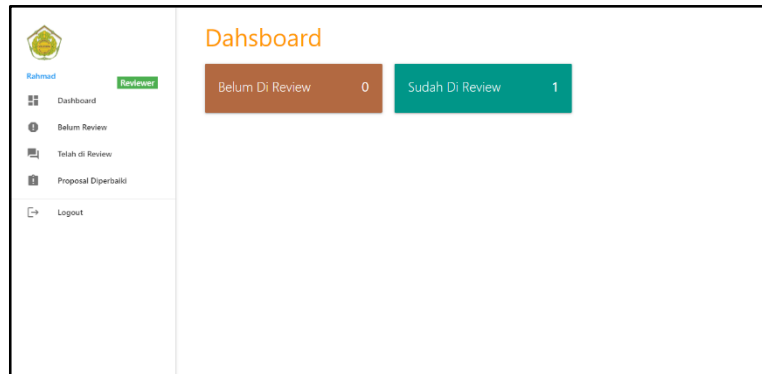 Rahmad
Reviewer
Dashboard
Belum Review
Telah di Review
Proposal Diperbaiki
Logout
Dahsboard
Belum Di Review 0
Sudah Di Review 1